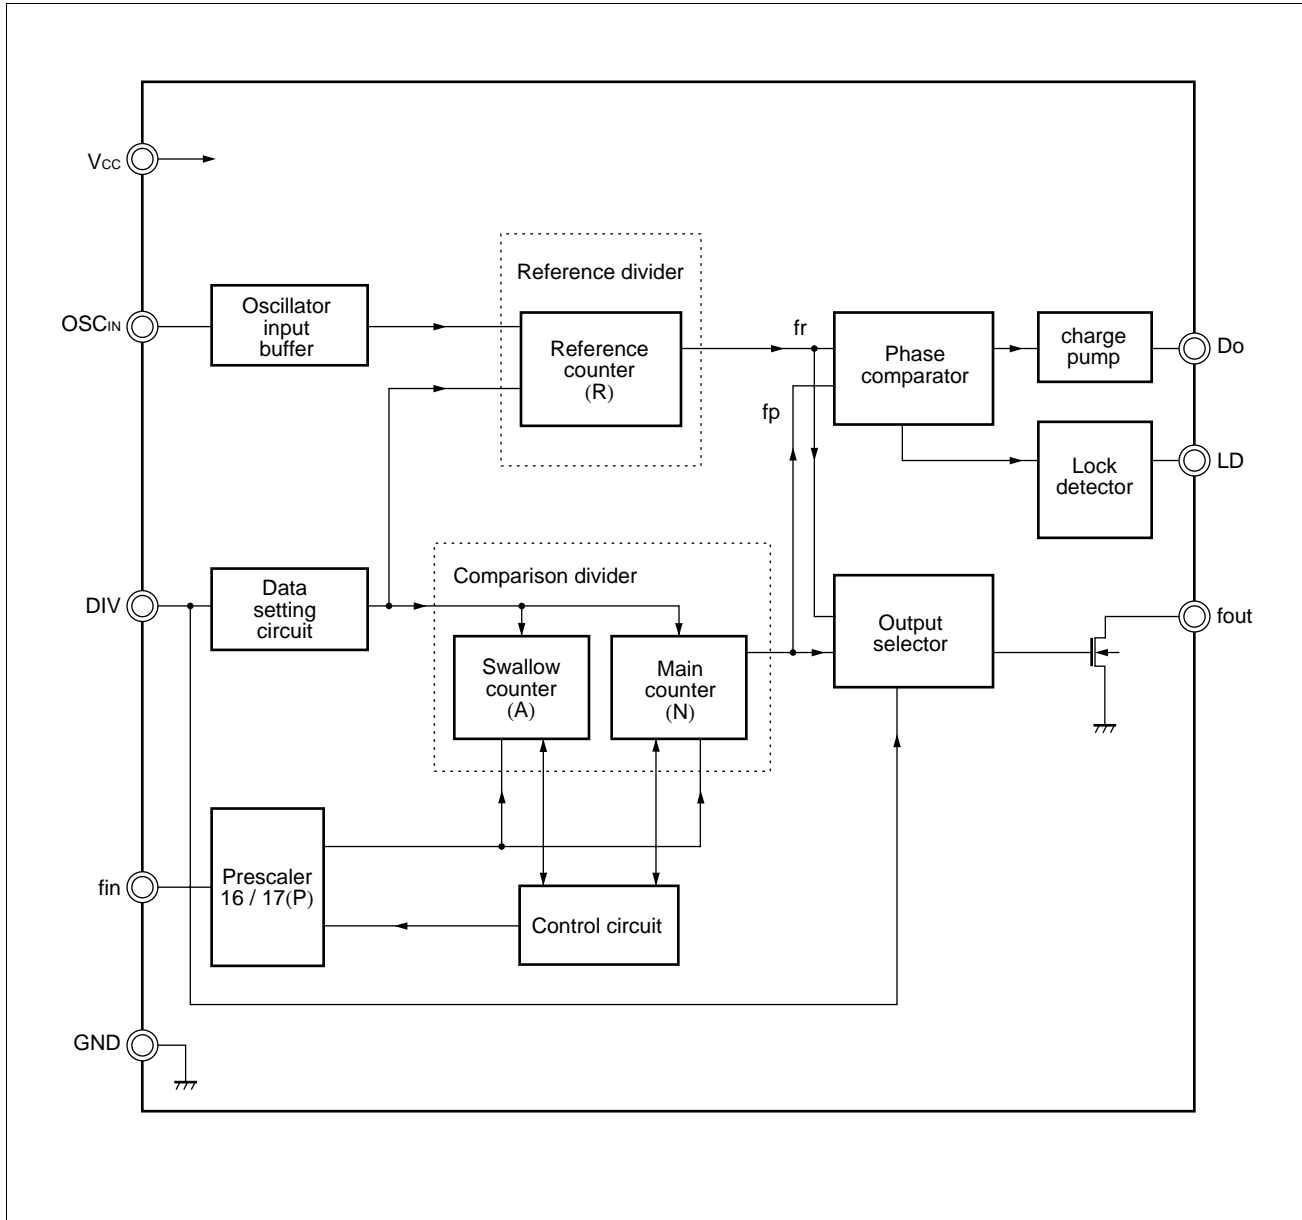 VCC
Reference divider
OSCIN
Oscillator
input
buffer
Reference
counter
(R)
fr
Phase
comparator
charge
pump
Do
fp
Lock
detector
LD
DIV
Data
setting
circuit
Comparison divider
Swallow
counter
(A)
Main
counter
(N)
Output
selector
fout
fin
Prescaler
16 / 17(P)
Control circuit
GND